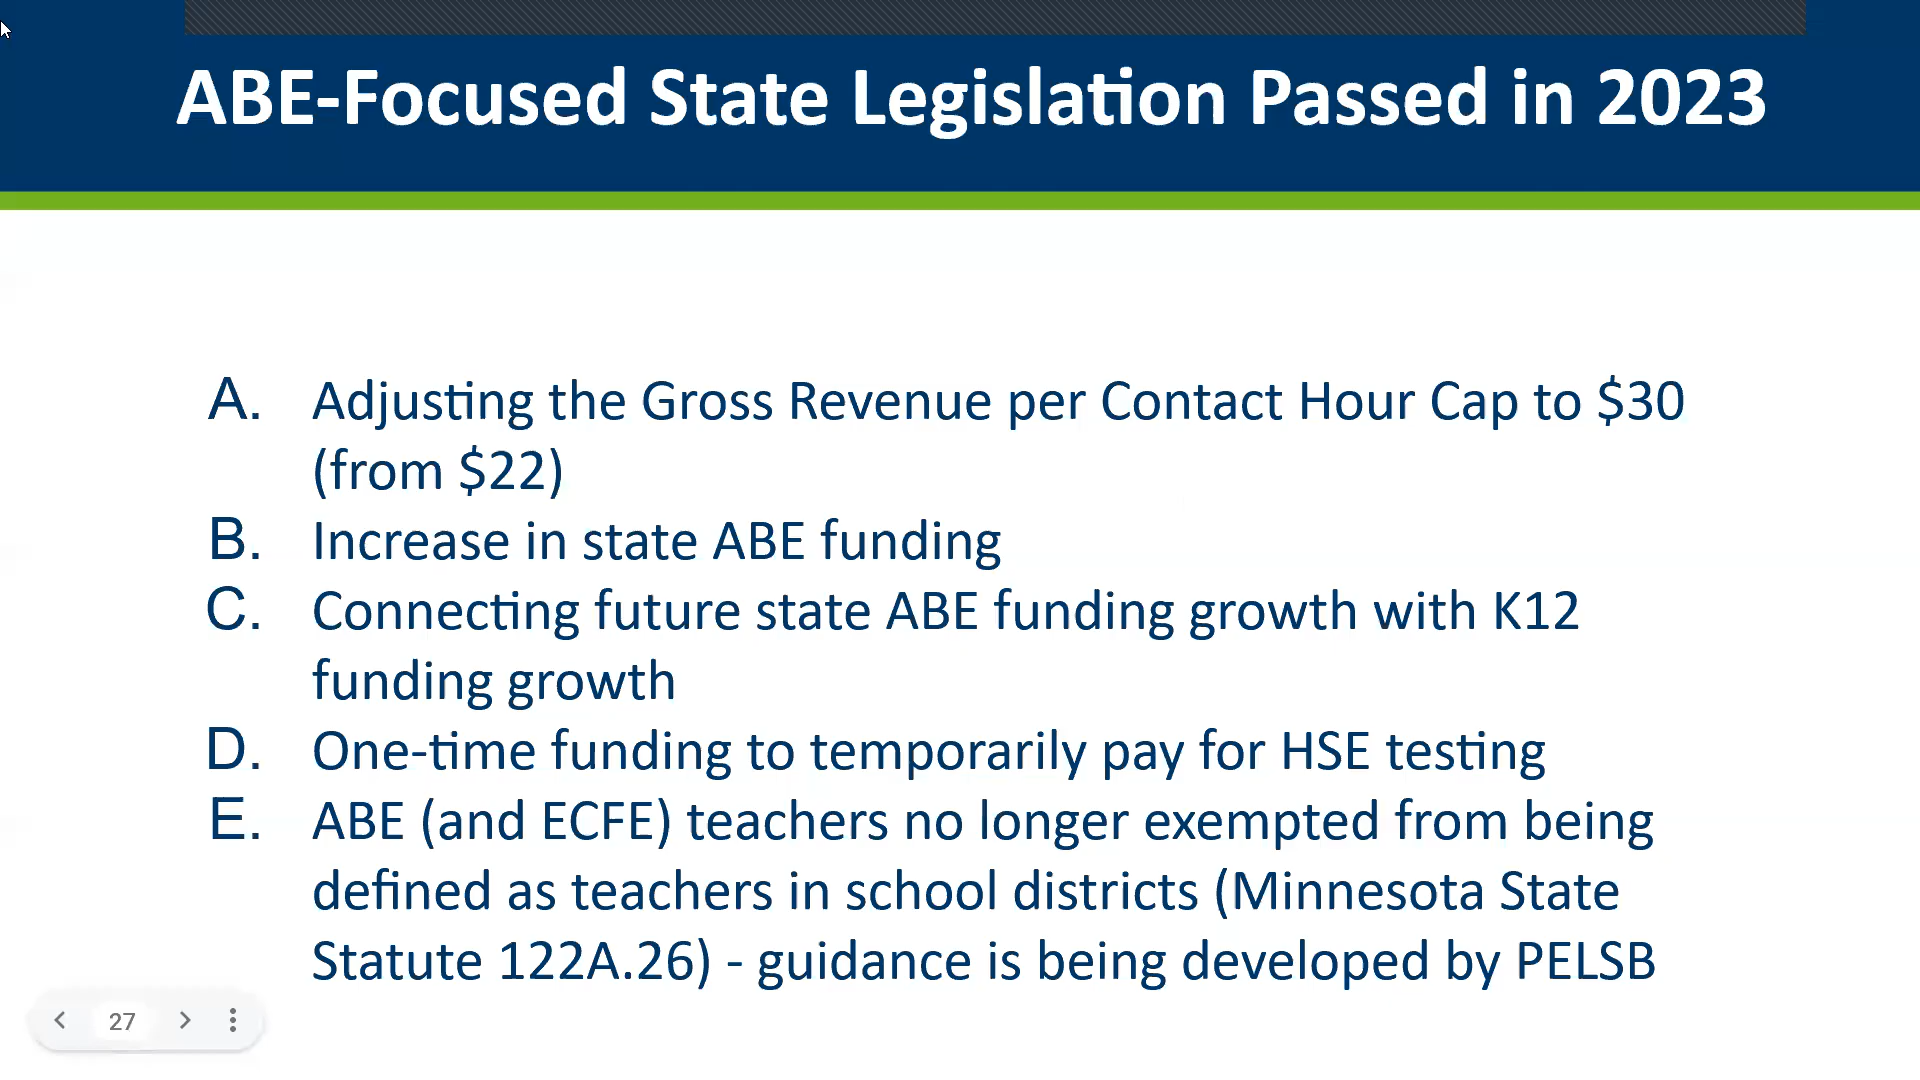 ABE-Focused State Legislation Passed in 2023
A. Adjusting the Gross Revenue per Contact Hour Cap to $30
(from $22)
B. Increase in state ABE funding
C. Connecting future state ABE funding growth with K12
funding growth
D. One-time funding to temporarily pay for HSE testing
E. ABE (and ECFE) teachers no longer exempted from being
defined as teachers in school districts (Minnesota State
Statute 122A.26) - guidance is being developed by PELSB
27